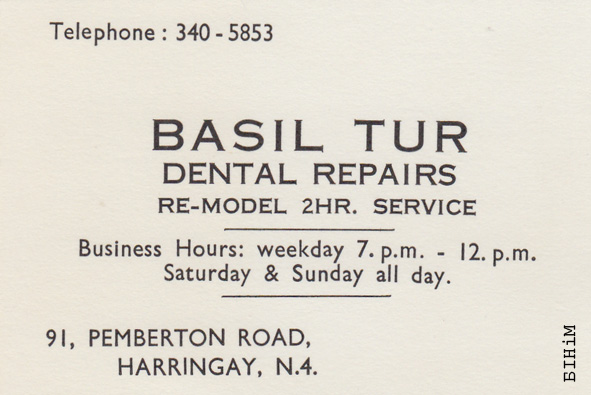 Telephone : 340 - 5853
BASIL TUR
DENTAL REPAIRS
RE-MODEL 2HR. SERVICE
Business Hours: weekday 7. p.m. - 12. p.m.
Saturday & Sunday all day.
91, PEMBERTON ROAD,
HARRINGAY, N.4.
БІНіМ